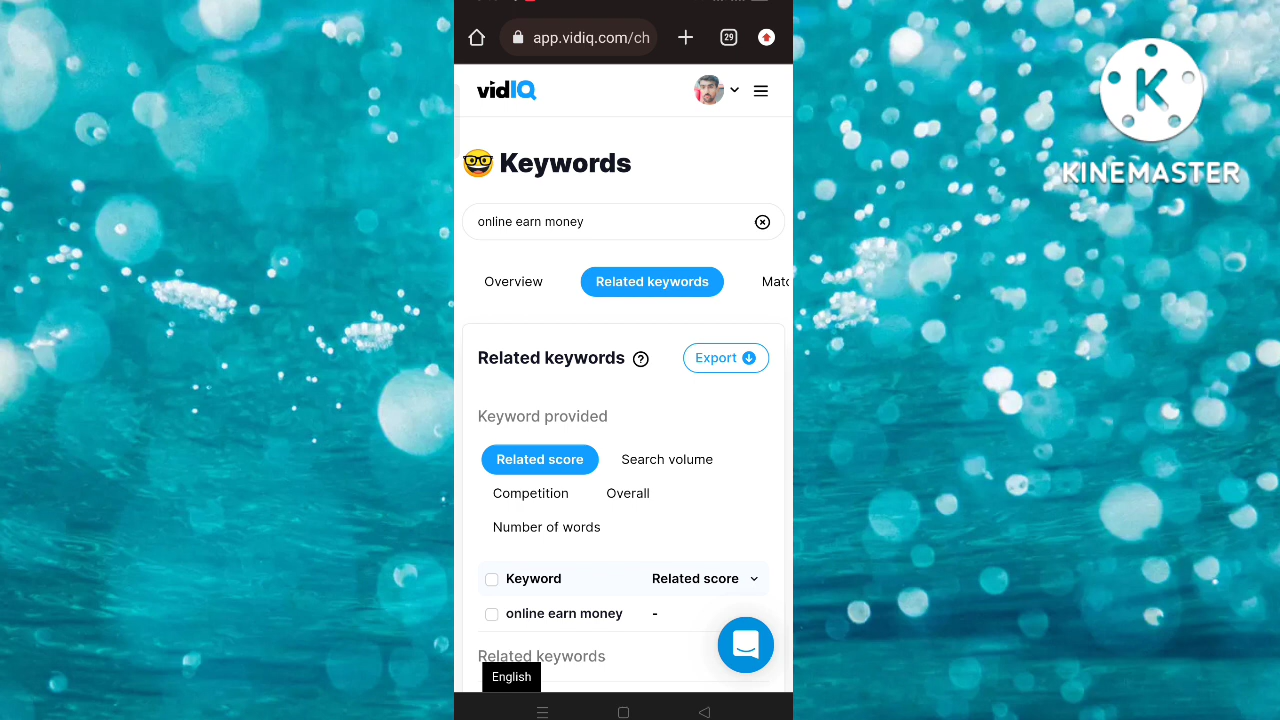 app.vidiq.com/ch
29
vidIQ
Keywords
online earn money
Overview
Related keywords
Matc
Related keywords
Export
Keyword provided
Related score
Search volume
Competition
Overall
Number of words
Keyword
Related score
online earn money
-
Related keywords
English
K
KINEMASTER